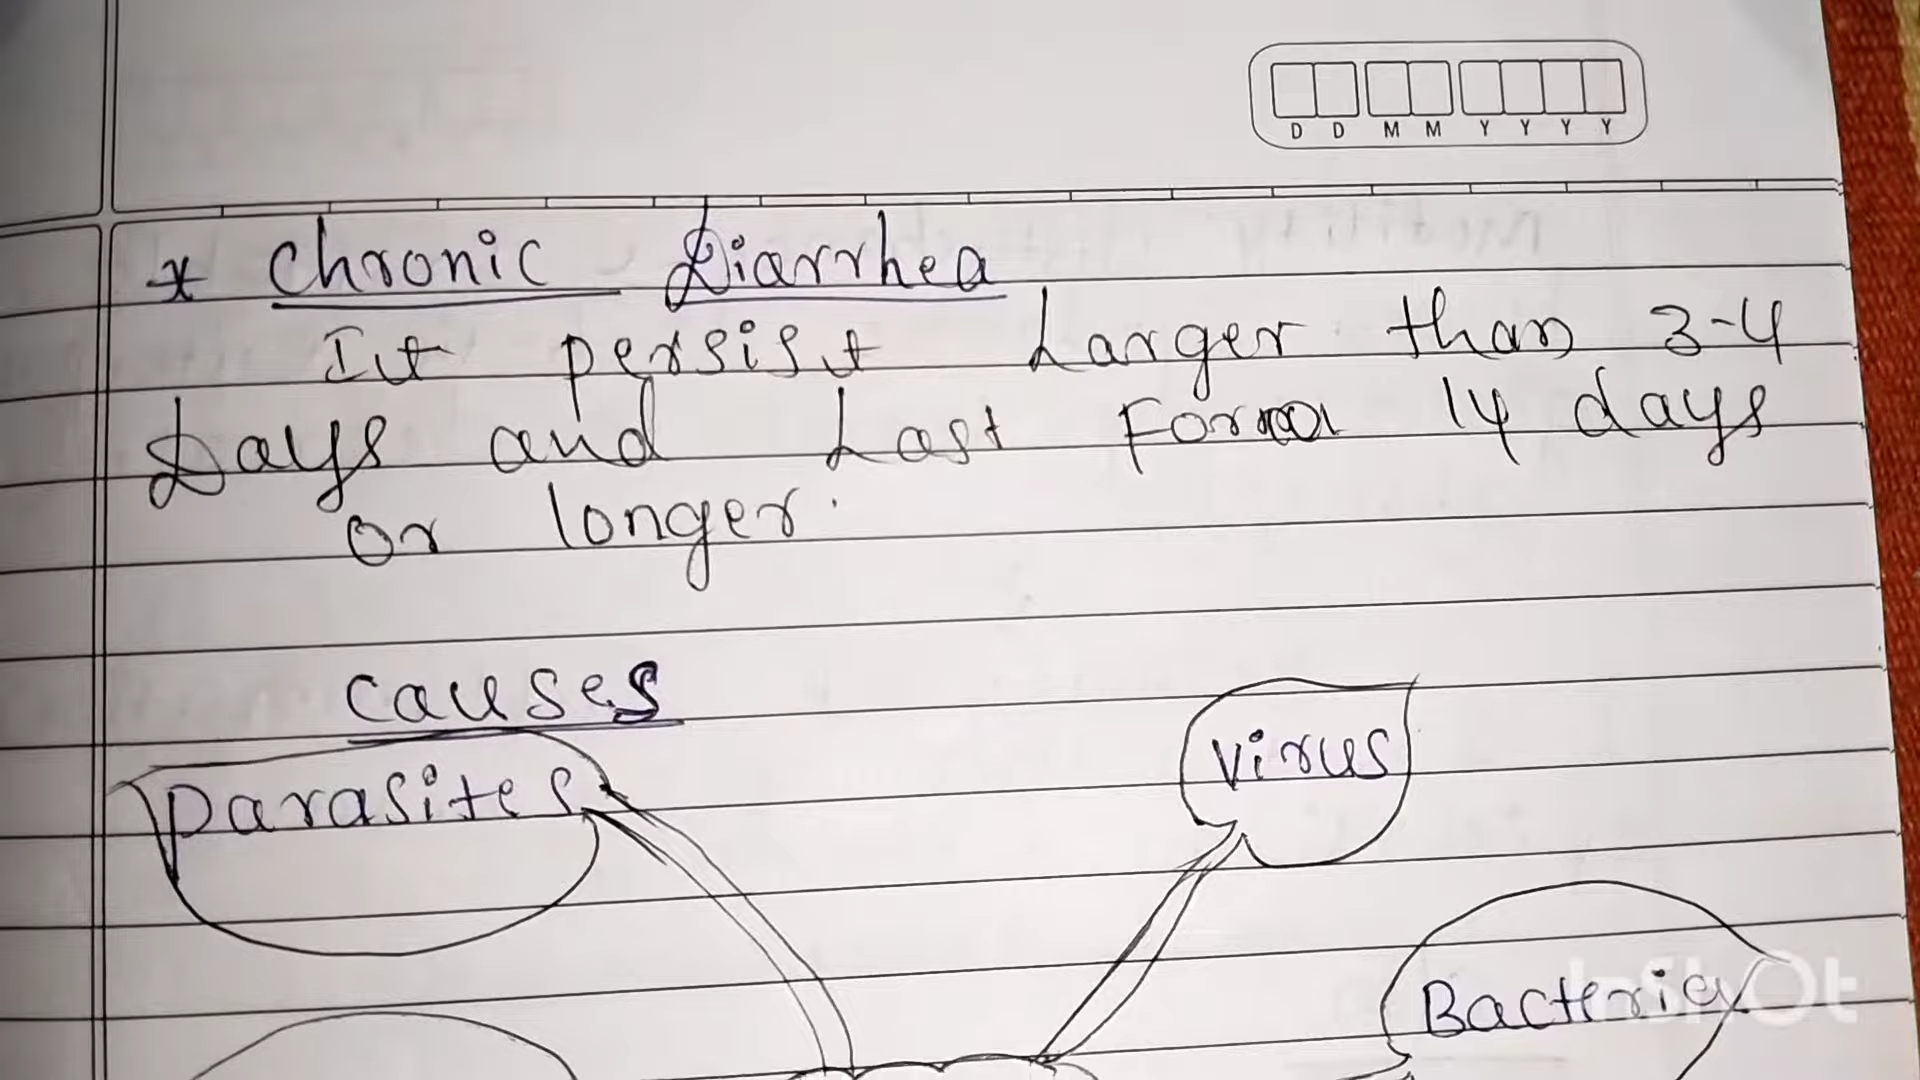 D D M M Y Y Y Y
* Chronic Diarrhea
It persist Larger than 3-4
Days and Last For 14 days
or longer.
causes
Parasites
Virus
Bacteria
InShOt